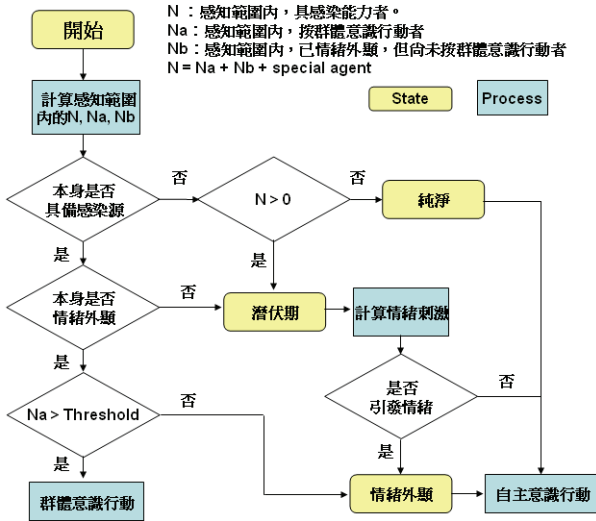 N ：感知範圍內，具感染能力者。
Na：感知範圍內，按群體意識行動者
Nb：感知範圍內，已情緒外顯，但尚未按群體意識行動者
N = Na + Nb + special agent
State
Process
開始
計算感知範圍
內的N, Na, Nb
本身是否
具備感染源
否
N > 0
否
純淨
是
是
本身是否
情緒外顯
否
潛伏期
計算情緒刺激
是
是否
引發情緒
否
Na > Threshold
否
是
是
群體意識行動
情緒外顯
自主意識行動